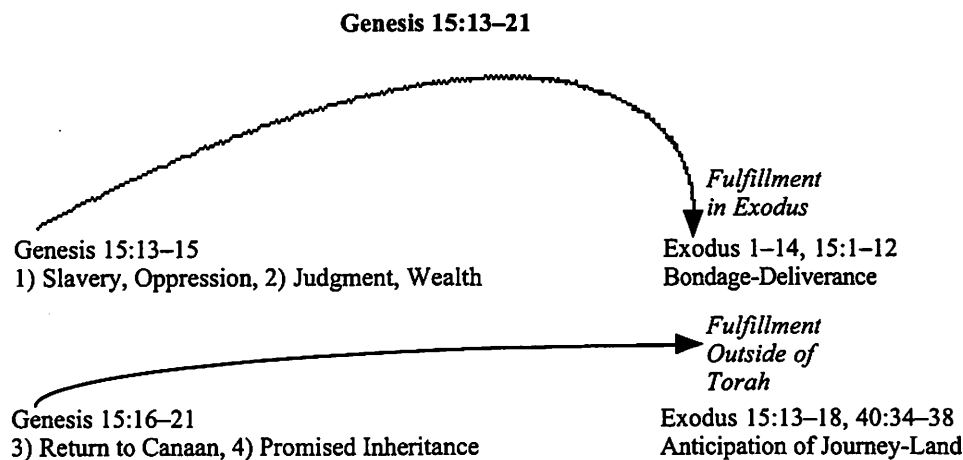 Genesis 15:13–21
Fulfillment
in Exodus
Genesis 15:13–15
1) Slavery, Oppression, 2) Judgment, Wealth
Exodus 1–14, 15:1–12
Bondage-Deliverance
Fulfillment
Outside of
Torah
Genesis 15:16–21
3) Return to Canaan, 4) Promised Inheritance
Exodus 15:13–18, 40:34–38
Anticipation of Journey-Land